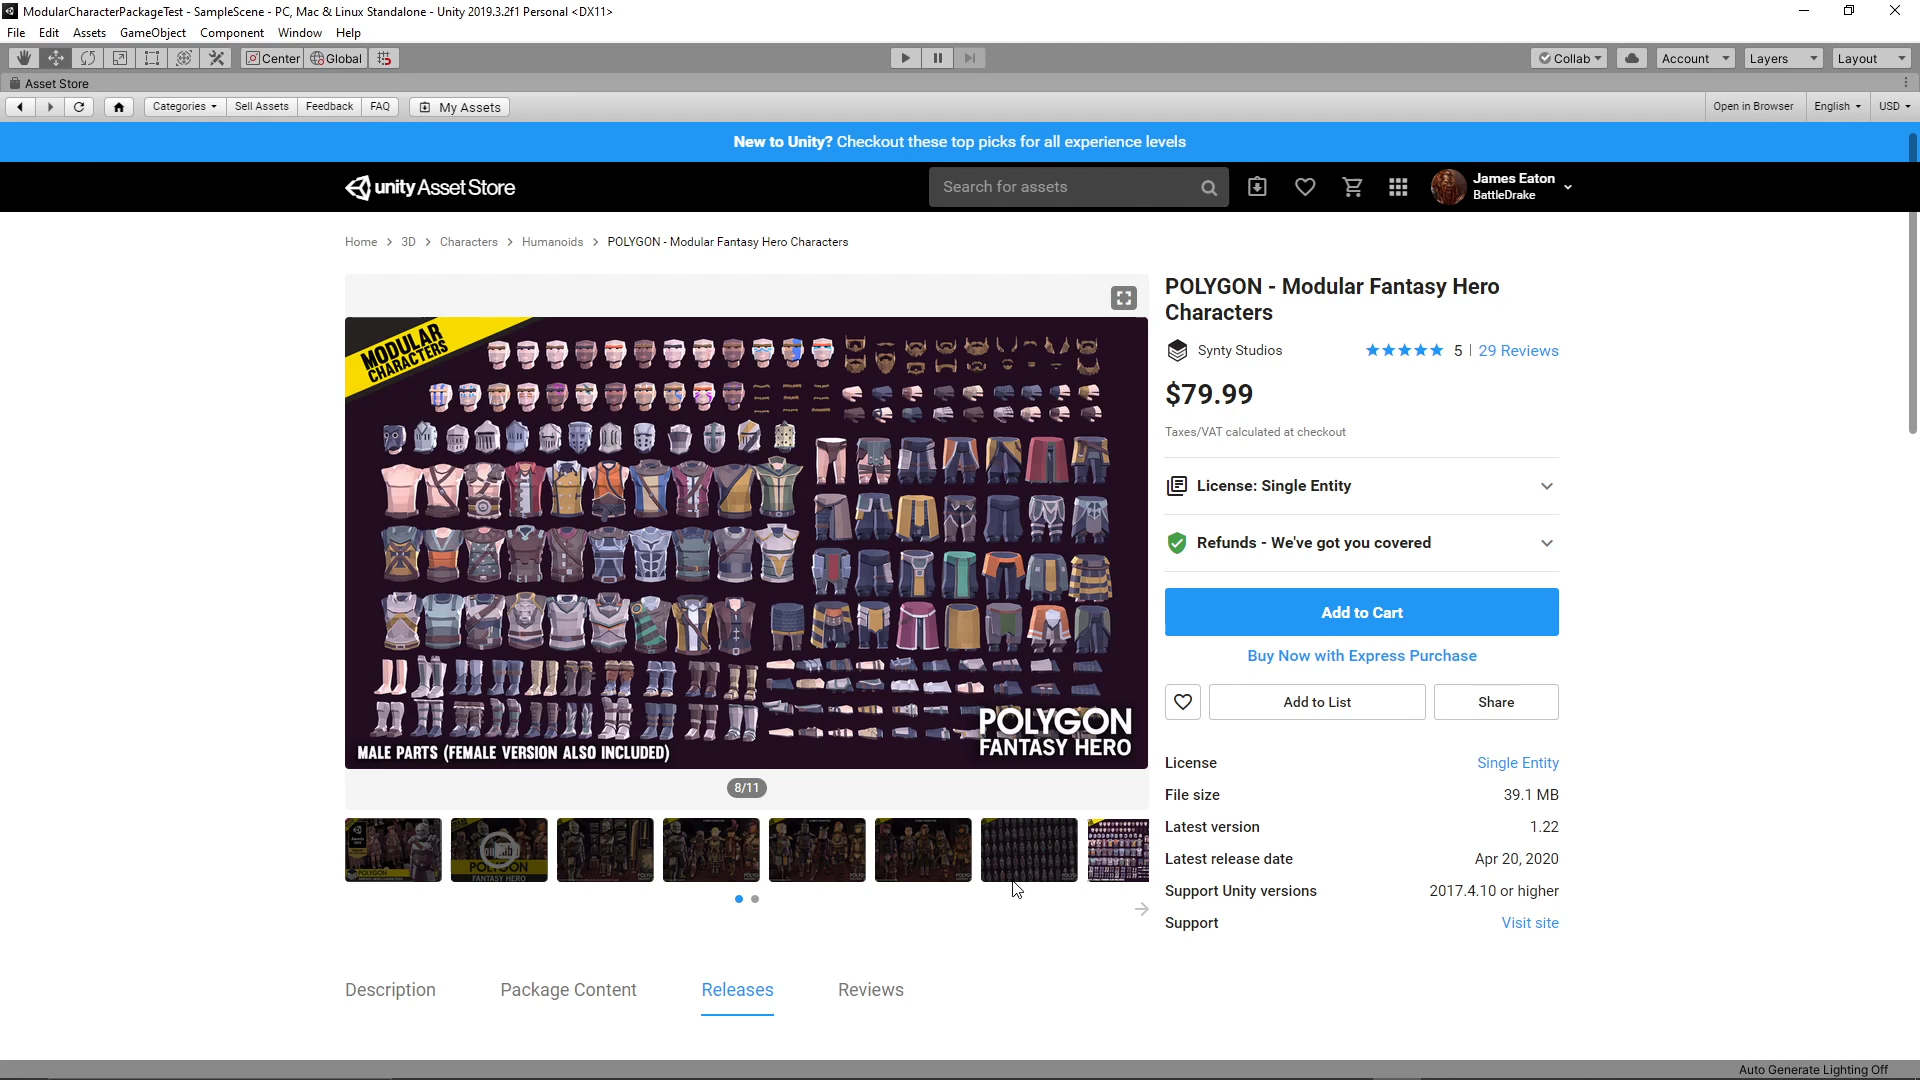 ModularCharacterPackageTest - SampleScene - PC, Mac & Linux Standalone - Unity 2019.3.2f1 Personal <DX11>
File Edit Assets GameObject Component Window Help
Center Global Collab Account Layers Layout
Asset Store
Categories Sell Assets Feedback FAQ My Assets Open in Browser English USD
New to Unity? Checkout these top picks for all experience levels
unity Asset Store Search for assets James Eaton
BattleDrake
Home > 3D > Characters > Humanoids > POLYGON - Modular Fantasy Hero Characters
MODULAR
CHARACTERS
POLYGON
FANTASY HERO
MALE PARTS (FEMALE VERSION ALSO INCLUDED)
8/11
POLYGON
FANTASY HERO
POLYGON - Modular Fantasy Hero
Characters
Synty Studios 5 | 29 Reviews
$79.99
Taxes/VAT calculated at checkout
License: Single Entity
Refunds - We've got you covered
Add to Cart
Buy Now with Express Purchase
Add to List Share
License Single Entity
File size 39.1 MB
Latest version 1.22
Latest release date Apr 20, 2020
Support Unity versions 2017.4.10 or higher
Support Visit site
Description Package Content Releases Reviews
Auto Generate Lighting Off